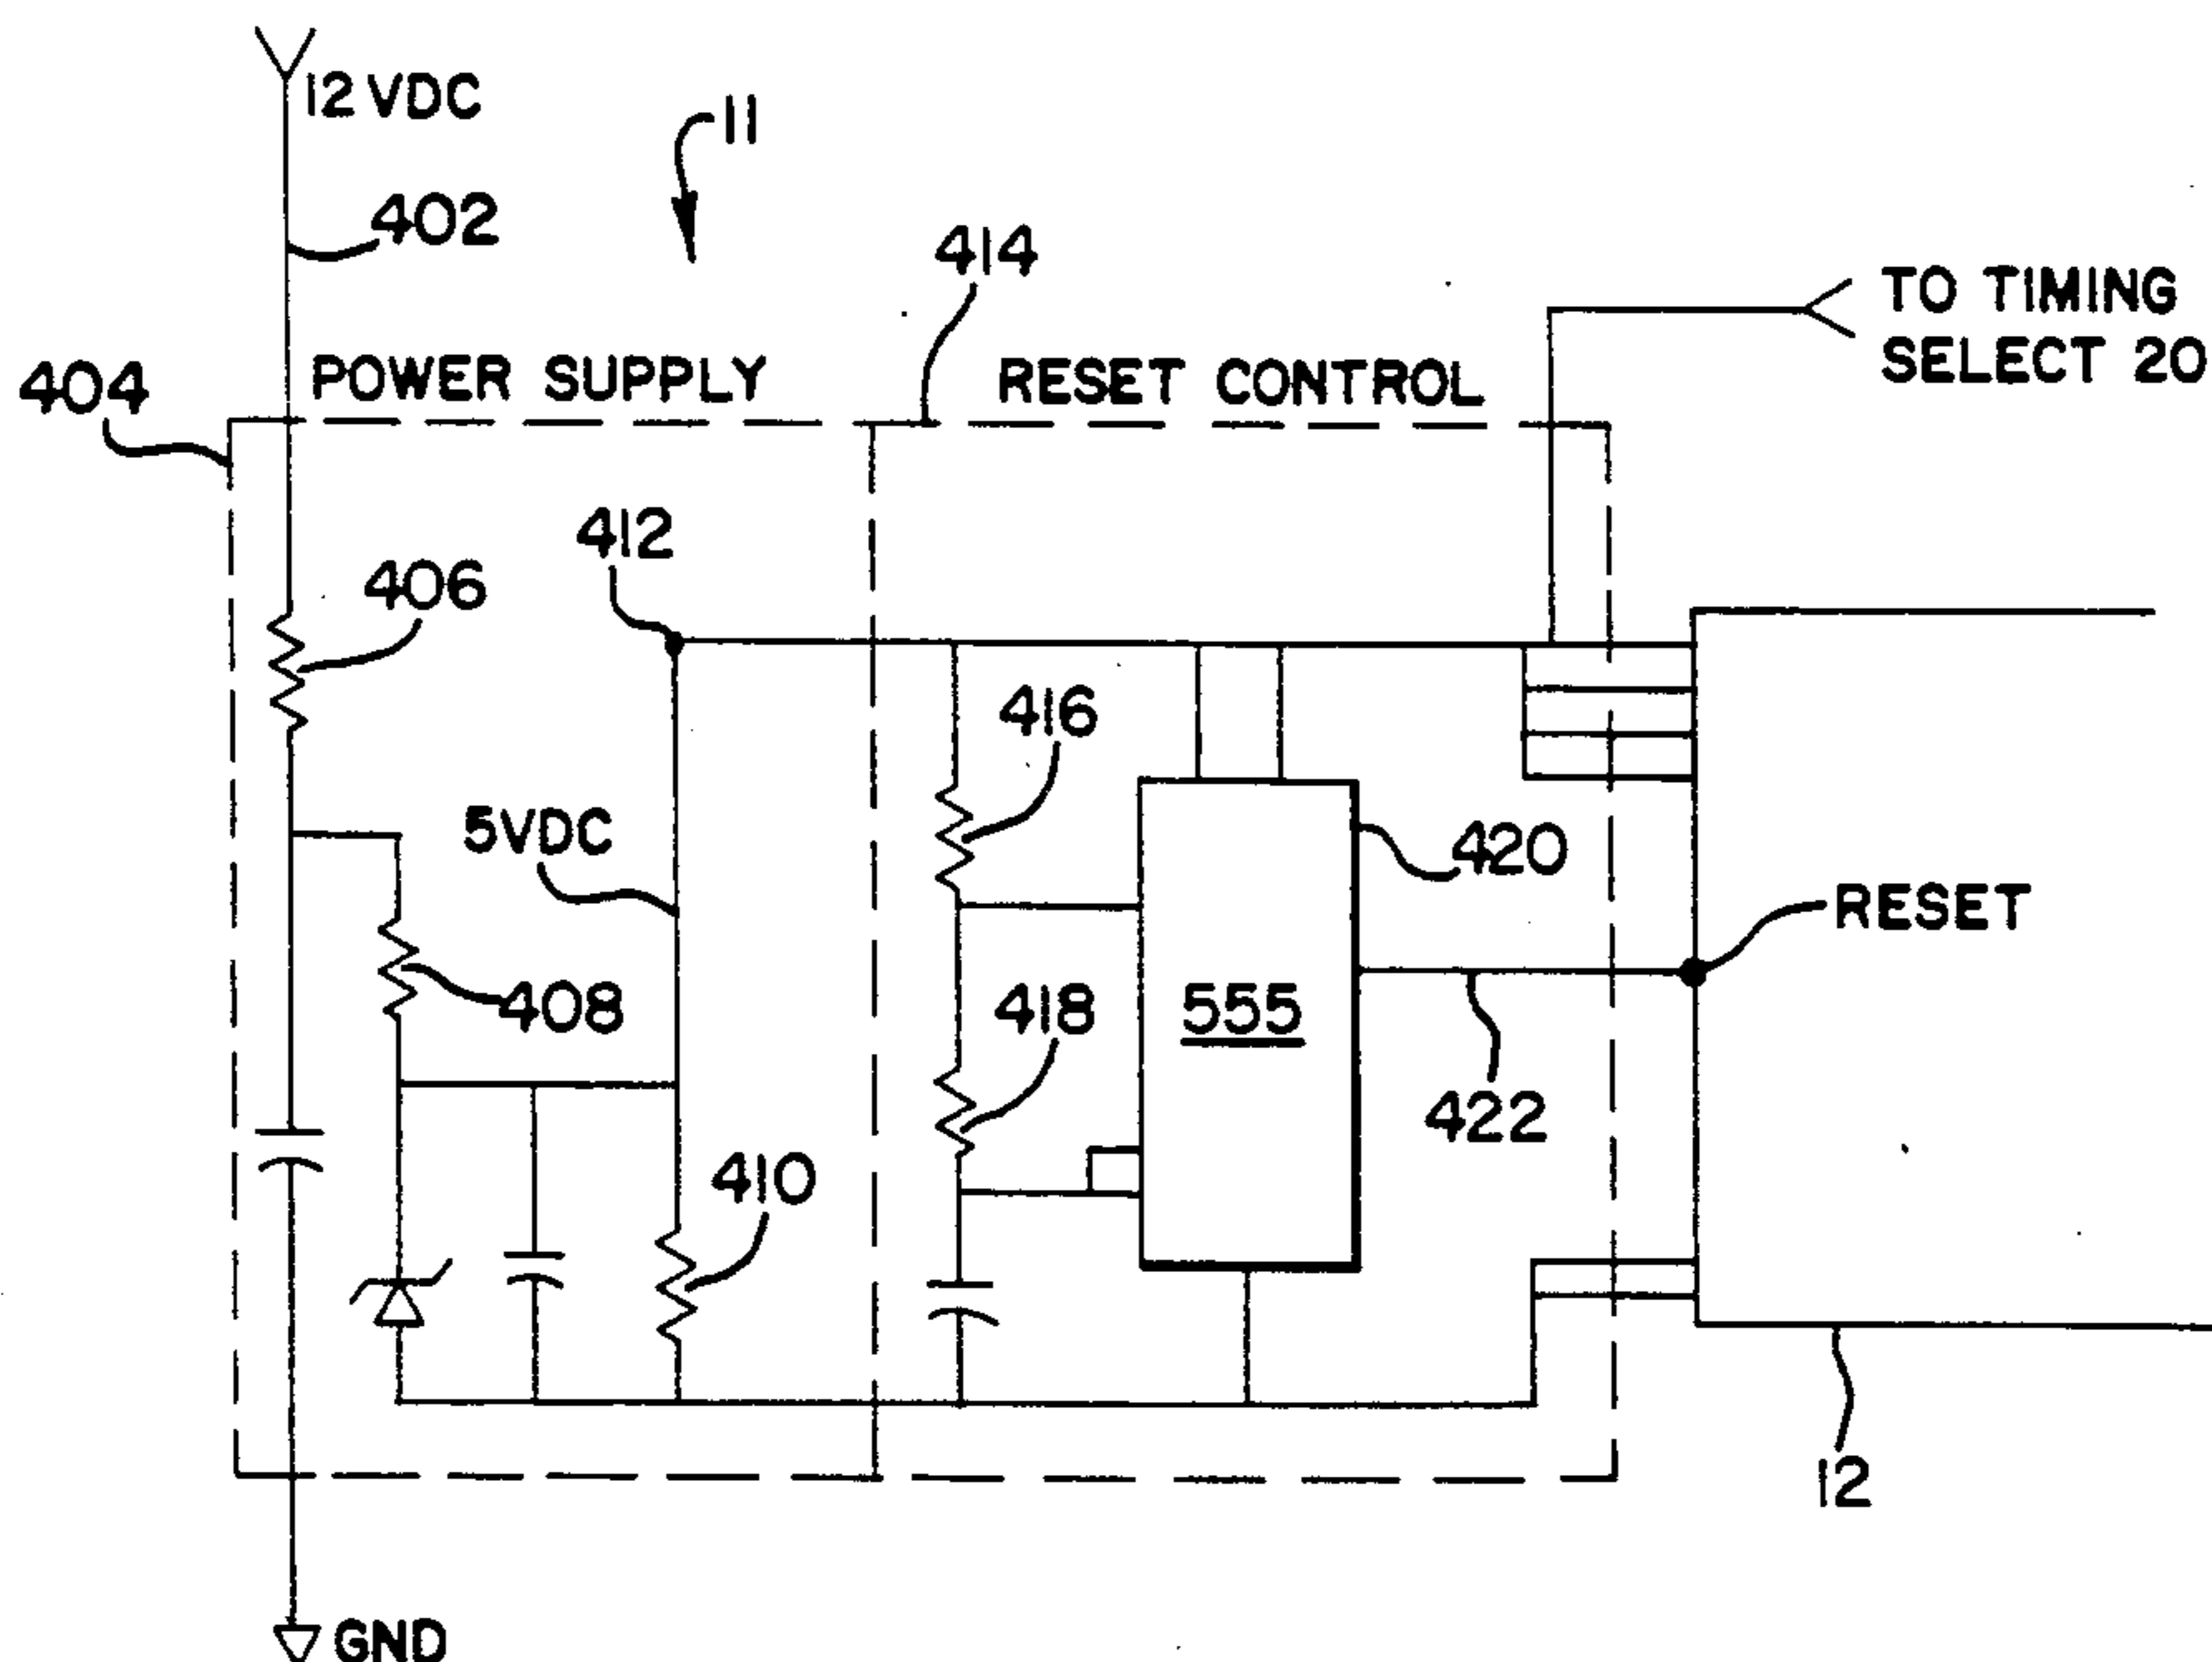 12 VDC
11
402
414
TO TIMING
SELECT 20
404
POWER SUPPLY
RESET CONTROL
412
406
416
5VDC
420
RESET
408
418
555
422
410
12
GND